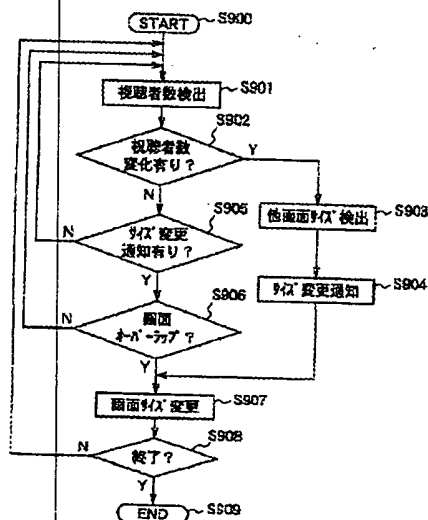 START
S900
視聴者数検出
S901
S902
視聴者数
変化有り？
Y
N
S905
他画面サイズ検出
S903
N
サイズ変更
通知有り？
Y
サイズ変更通知
S904
S906
N
画面
オーバーラップ？
Y
画面サイズ変更
S907
S908
N
終了？
Y
END
S909